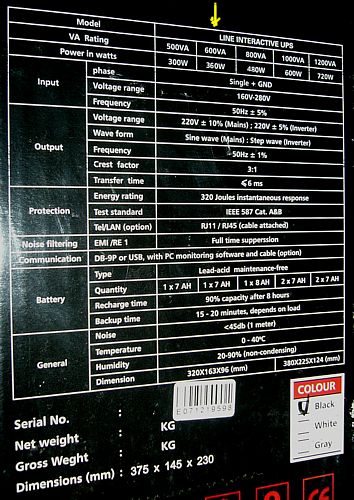 Model LINE INTERACTIVE UPS
VA Rating 500VA 600VA 800VA 1000VA 1200VA
Power in watts 300W 360W 480W 600W 720W
Input phase Single + GND
Voltage range 160V-280V
Frequency 50Hz ± 5%
Output Voltage range 220V ± 10% (Mains) ; 220V ± 5% (Inverter)
Wave form Sine wave (Mains) : Step wave (Inverter)
Frequency 50Hz ± 1%
Crest factor 3:1
Transfer time ⩽6 ms
Protection Energy rating 320 Joules instantaneous response
Test standard IEEE 587 Cat. A&B
Tel/LAN (option) RJ11 / RJ45 (cable attached)
Noise filtering EMI /RE 1 Full time suppersion
Communication DB-9P or USB, with PC monitoring software and cable (option)
Battery Type Lead-acid maintenance-free
Quantity 1 x 7 AH 1 x 7 AH 1 x 8 AH 2 x 7 AH 2 x 7 AH
Recharge time 90% capacity after 8 hours
Backup time 15 - 20 minutes, depends on load
General Noise <45db (1 meter)
Temperature 0 - 40°C
Humidity 20-90% (non-condensing)
Dimension 320X163X96 (mm) 380X225X124 (mm)
E071219598
COLOUR
Black
White
Gray
Serial No. :
Net weight : KG
Gross Weght : KG
Dimensions (mm) : 375 x 145 x 230